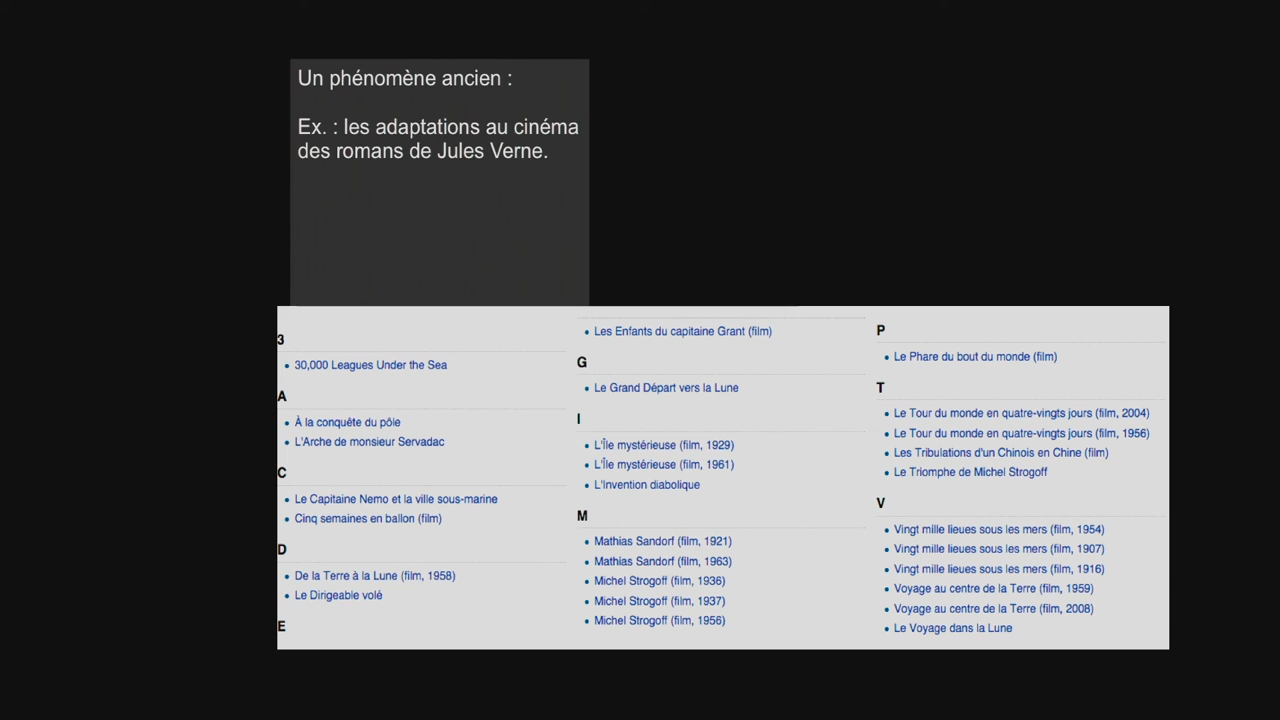 Un phénomène ancien :
Ex. : les adaptations au cinéma
des romans de Jules Verne.
3
30,000 Leagues Under the Sea
A
À la conquête du pôle
L'Arche de monsieur Servadac
C
Le Capitaine Nemo et la ville sous-marine
Cinq semaines en ballon (film)
D
De la Terre à la Lune (film, 1958)
Le Dirigeable volé
E
Les Enfants du capitaine Grant (film)
G
Le Grand Départ vers la Lune
I
L'Île mystérieuse (film, 1929)
L'Île mystérieuse (film, 1961)
L'Invention diabolique
M
Mathias Sandorf (film, 1921)
Mathias Sandorf (film, 1963)
Michel Strogoff (film, 1936)
Michel Strogoff (film, 1937)
Michel Strogoff (film, 1956)
P
Le Phare du bout du monde (film)
T
Le Tour du monde en quatre-vingts jours (film, 2004)
Le Tour du monde en quatre-vingts jours (film, 1956)
Les Tribulations d'un Chinois en Chine (film)
Le Triomphe de Michel Strogoff
V
Vingt mille lieues sous les mers (film, 1954)
Vingt mille lieues sous les mers (film, 1907)
Vingt mille lieues sous les mers (film, 1916)
Voyage au centre de la Terre (film, 1959)
Voyage au centre de la Terre (film, 2008)
Le Voyage dans la Lune